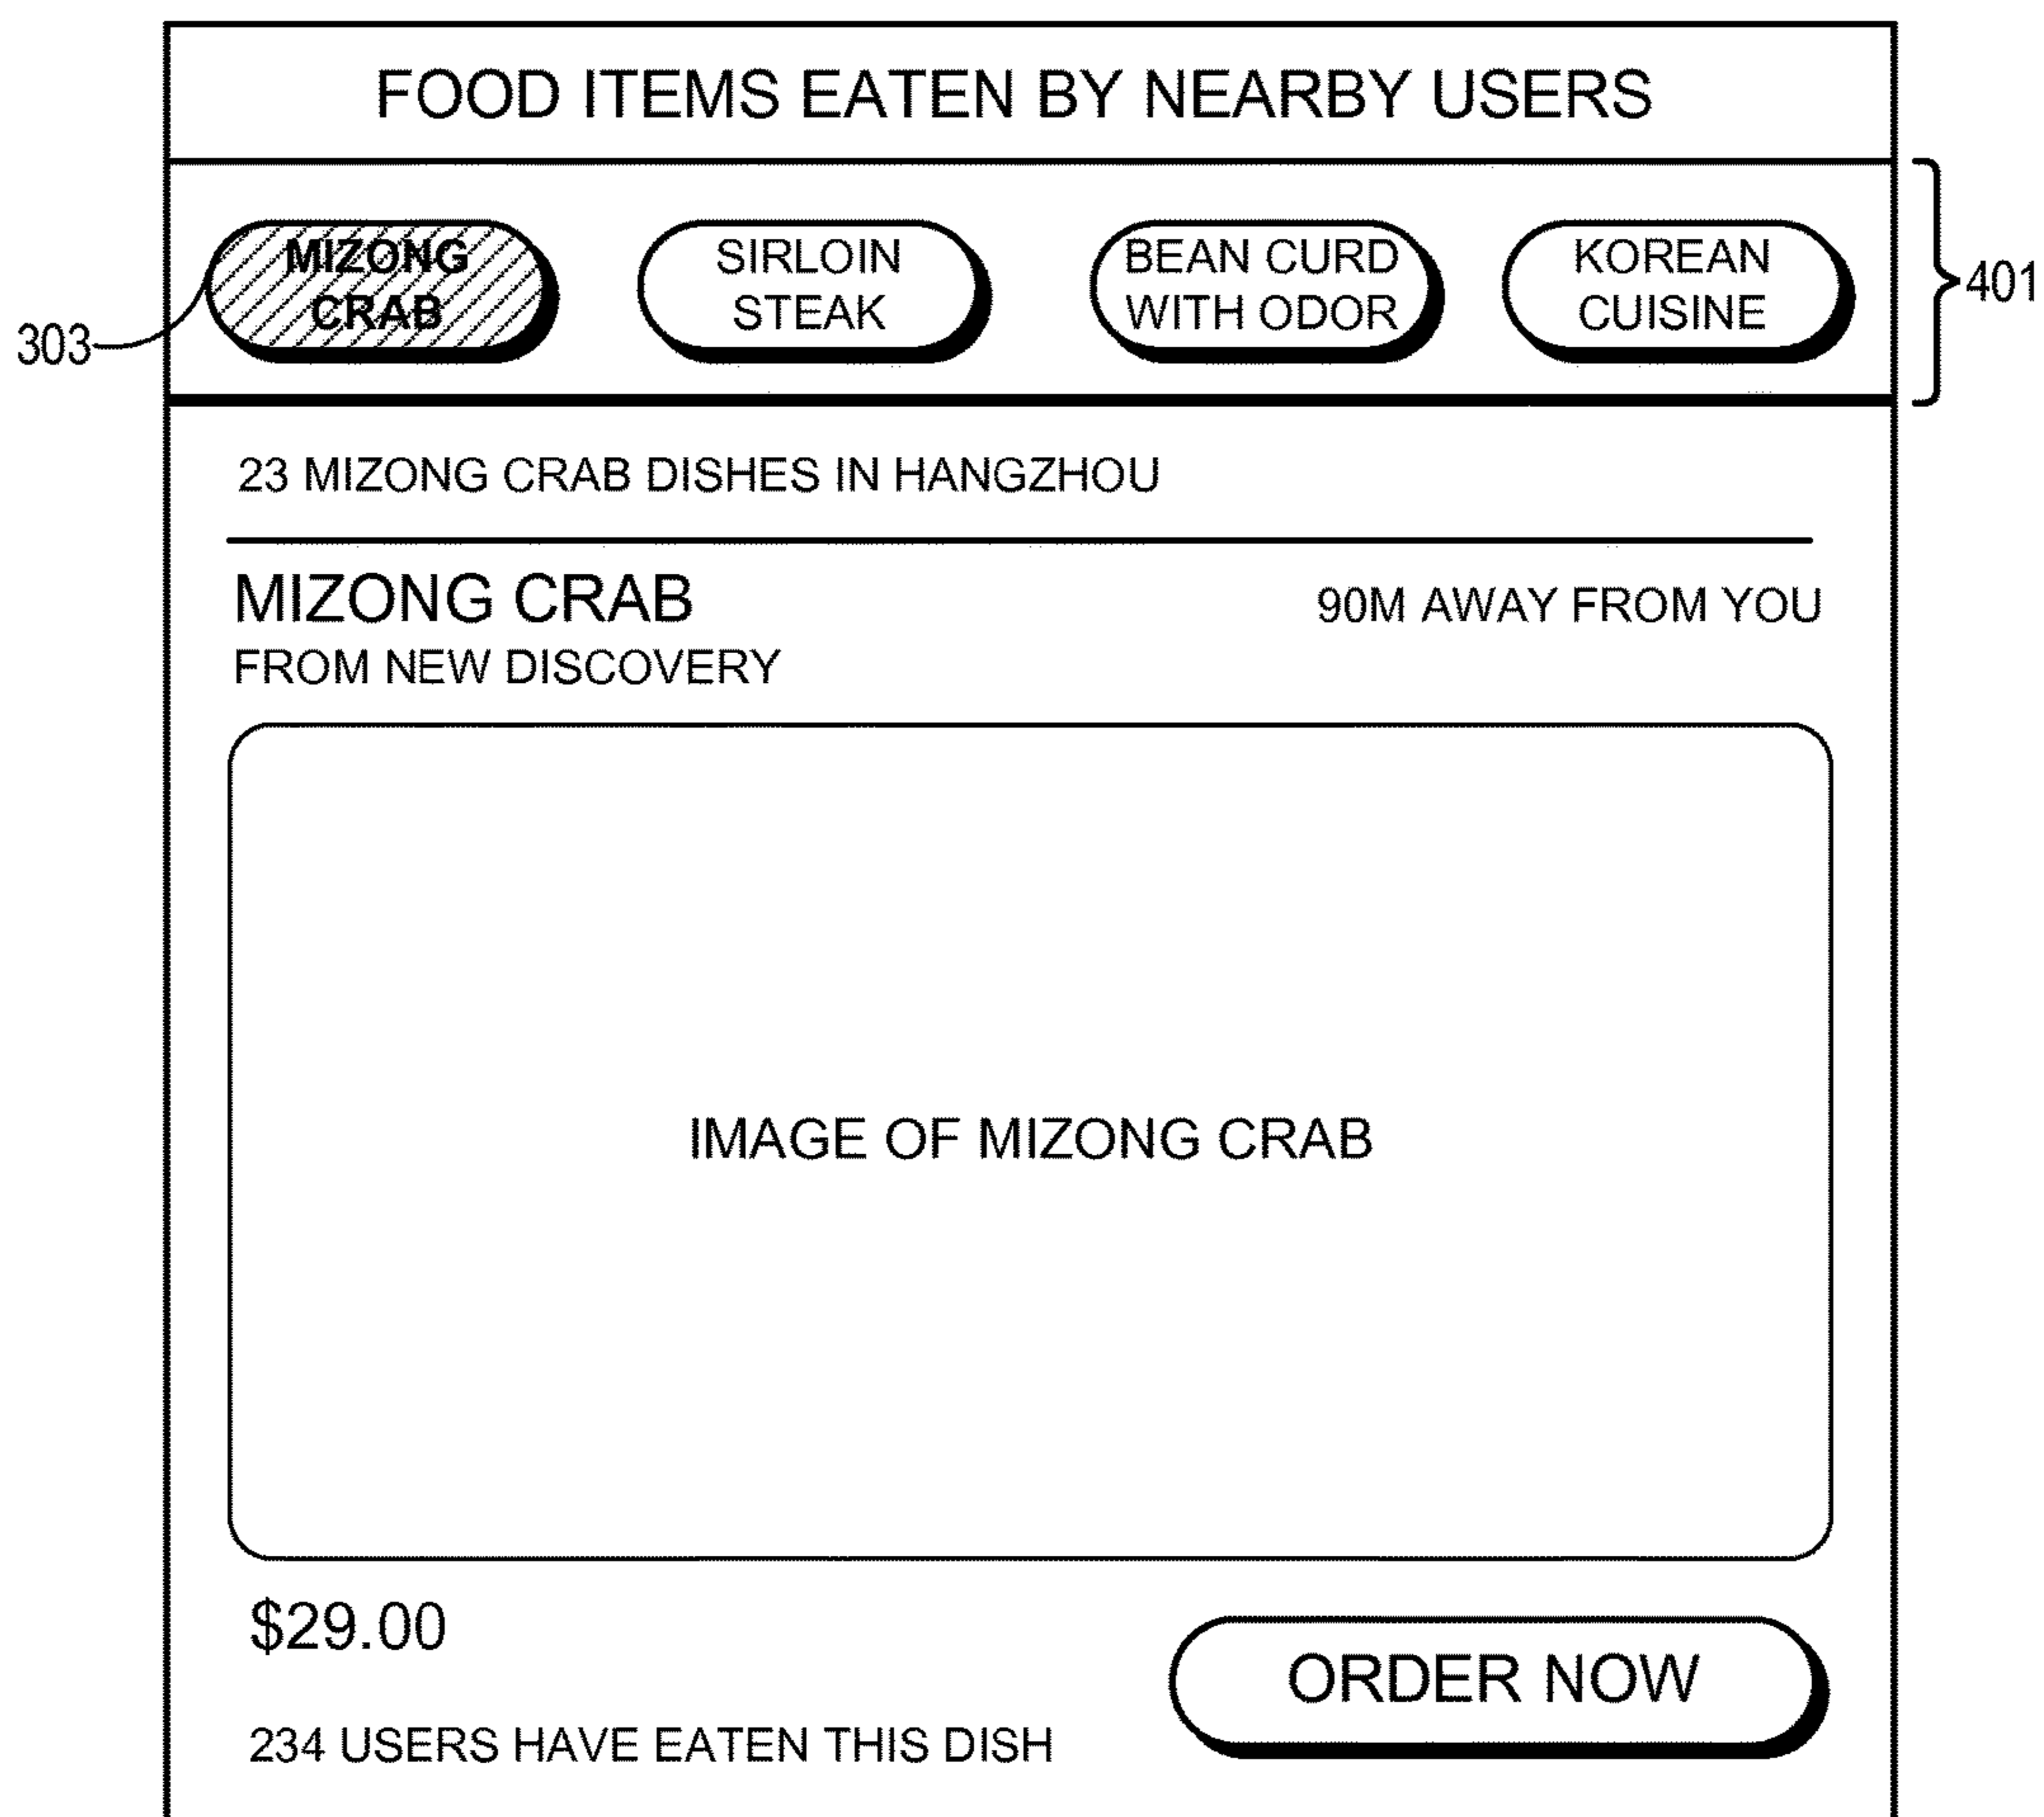 FOOD ITEMS EATEN BY NEARBY USERS
MIZONG
CRAB
SIRLOIN
STEAK
BEAN CURD
WITH ODOR
KOREAN
CUISINE
401
303
23 MIZONG CRAB DISHES IN HANGZHOU
MIZONG CRAB
90M AWAY FROM YOU
FROM NEW DISCOVERY
IMAGE OF MIZONG CRAB
$29.00
ORDER NOW
234 USERS HAVE EATEN THIS DISH